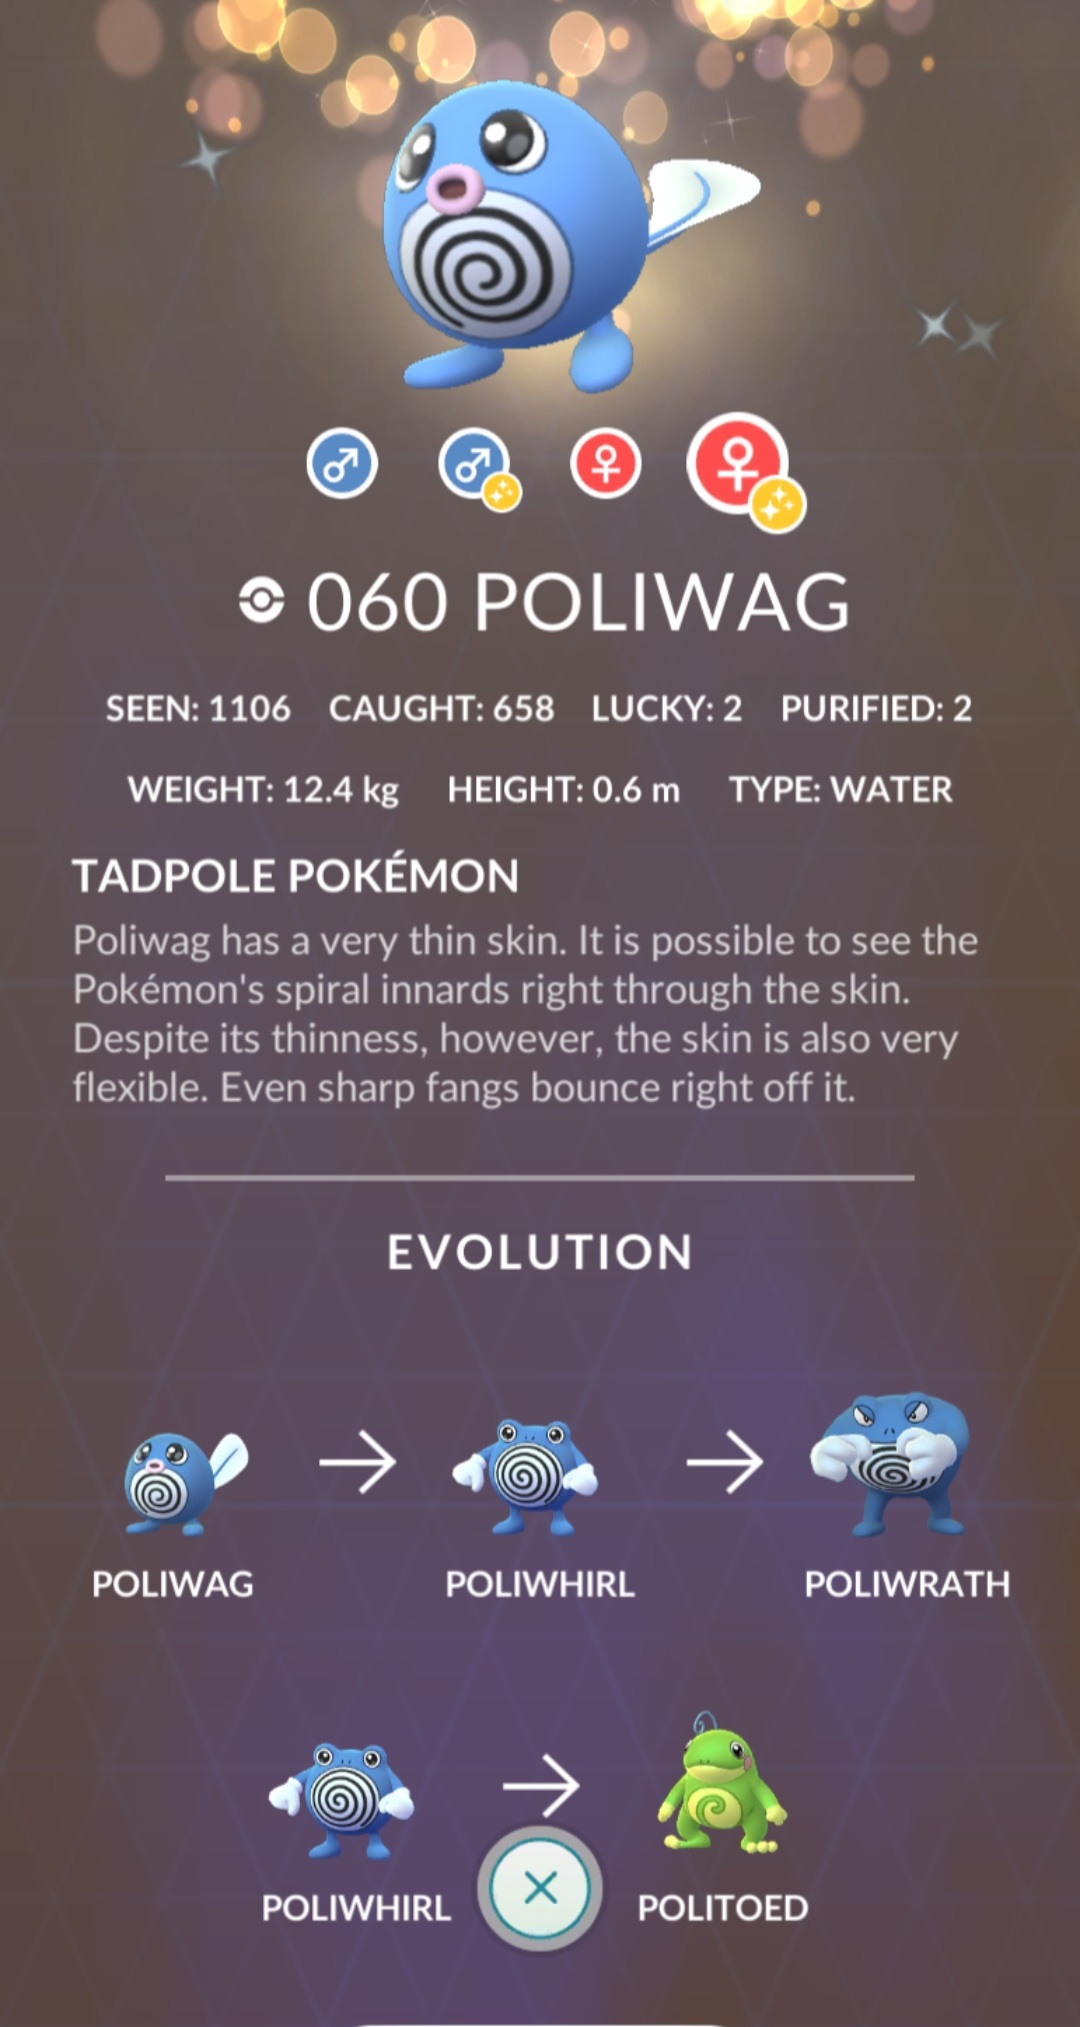 060 POLIWAG
SEEN: 1106 CAUGHT: 658 LUCKY: 2 PURIFIED: 2
WEIGHT: 12.4 kg HEIGHT: 0.6 m TYPE: WATER
TADPOLE POKÉMON
Poliwag has a very thin skin. It is possible to see the
Pokémon's spiral innards right through the skin.
Despite its thinness, however, the skin is also very
flexible. Even sharp fangs bounce right off it.
EVOLUTION
POLIWAG POLIWHIRL POLIWRATH
POLIWHIRL POLITOED